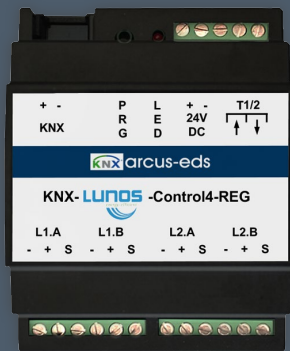 + - P L + - T1/2
KNX R E 24V
G D DC
KNX arcus-eds
KNX- LUNOS -Control4-REG
L1.A L1.B L2.A L2.B
- + S - + S - + S - + S